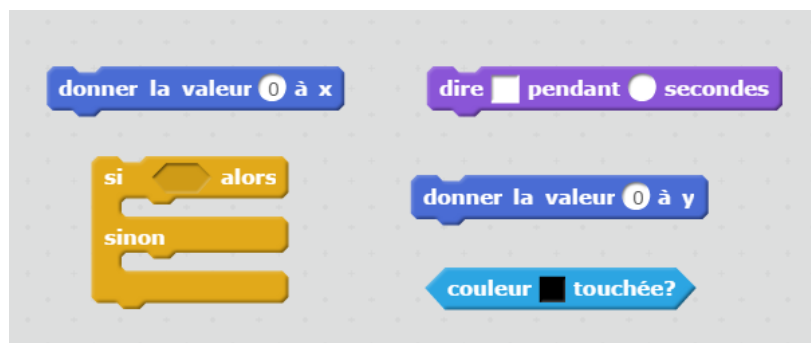 donner la valeur 0 à x
dire pendant secondes
si alors
sinon
donner la valeur 0 à y
couleur touchée?